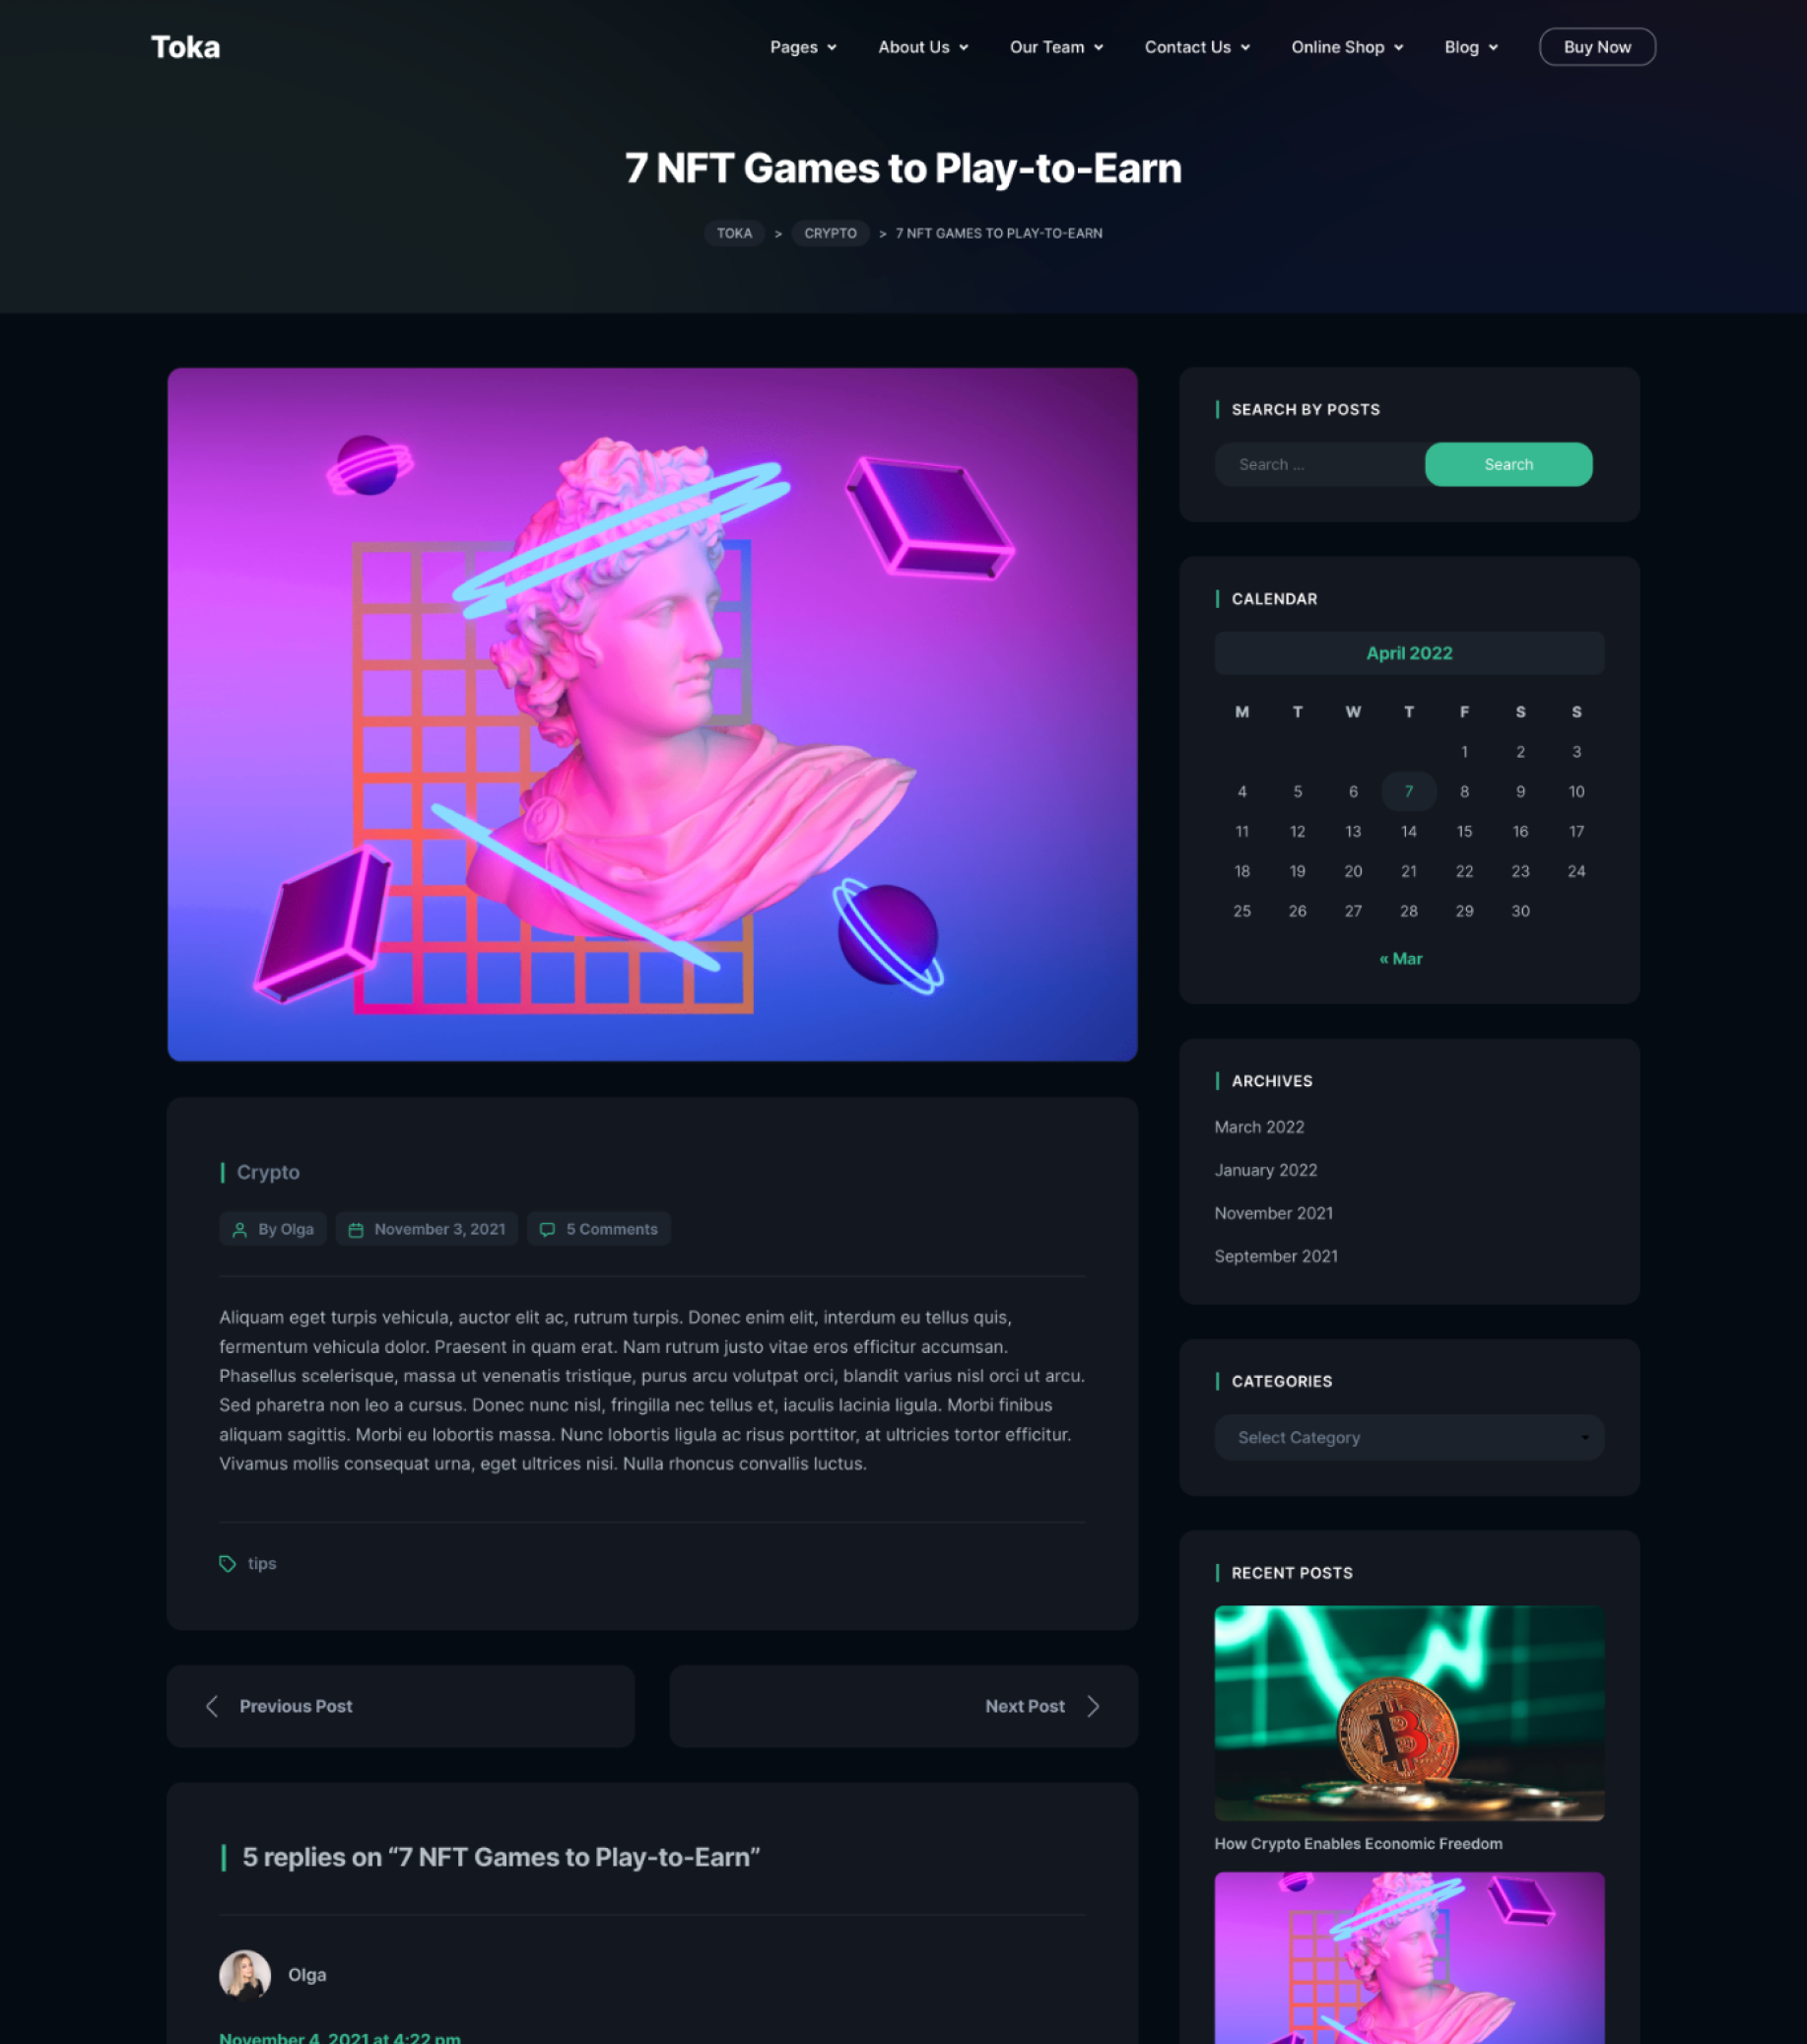 Toka
Pages
About Us
Our Team
Contact Us
Online Shop
Blog
Buy Now
7 NFT Games to Play-to-Earn
TOKA > CRYPTO > 7 NFT GAMES TO PLAY-TO-EARN
Crypto
By Olga
November 3, 2021
5 Comments
Aliquam eget turpis vehicula, auctor elit ac, rutrum turpis. Donec enim elit, interdum eu tellus quis,
fermentum vehicula dolor. Praesent in quam erat. Nam rutrum justo vitae eros efficitur accumsan.
Phasellus scelerisque, massa ut venenatis tristique, purus arcu volutpat orci, blandit varius nisl orci ut arcu.
Sed pharetra non leo a cursus. Donec nunc nisl, fringilla nec tellus et, iaculis lacinia ligula. Morbi finibus
aliquam sagittis. Morbi eu lobortis massa. Nunc lobortis ligula ac risus porttitor, at ultricies tortor efficitur.
Vivamus mollis consequat urna, eget ultrices nisi. Nulla rhoncus convallis luctus.
tips
Previous Post
Next Post
5 replies on “7 NFT Games to Play-to-Earn”
Olga
November 4, 2021 at 4:22 pm
SEARCH BY POSTS
Search ...
Search
CALENDAR
April 2022
M T W T F S S
1 2 3
4 5 6 7 8 9 10
11 12 13 14 15 16 17
18 19 20 21 22 23 24
25 26 27 28 29 30
« Mar
ARCHIVES
March 2022
January 2022
November 2021
September 2021
CATEGORIES
Select Category
RECENT POSTS
How Crypto Enables Economic Freedom